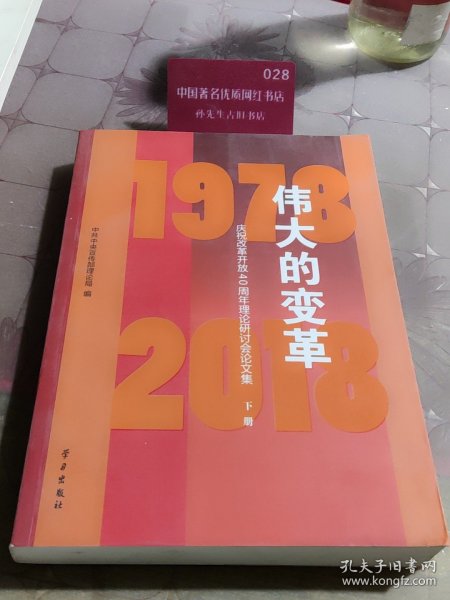 028
中国著名优质网红书店
孙先生古旧书店
1978
伟大的变革
庆祝改革开放40周年理论研讨会论文集 下册
中共中央宣传部理论局 编
2018
学习出版社
孔夫子旧书网
www.kongfz.com